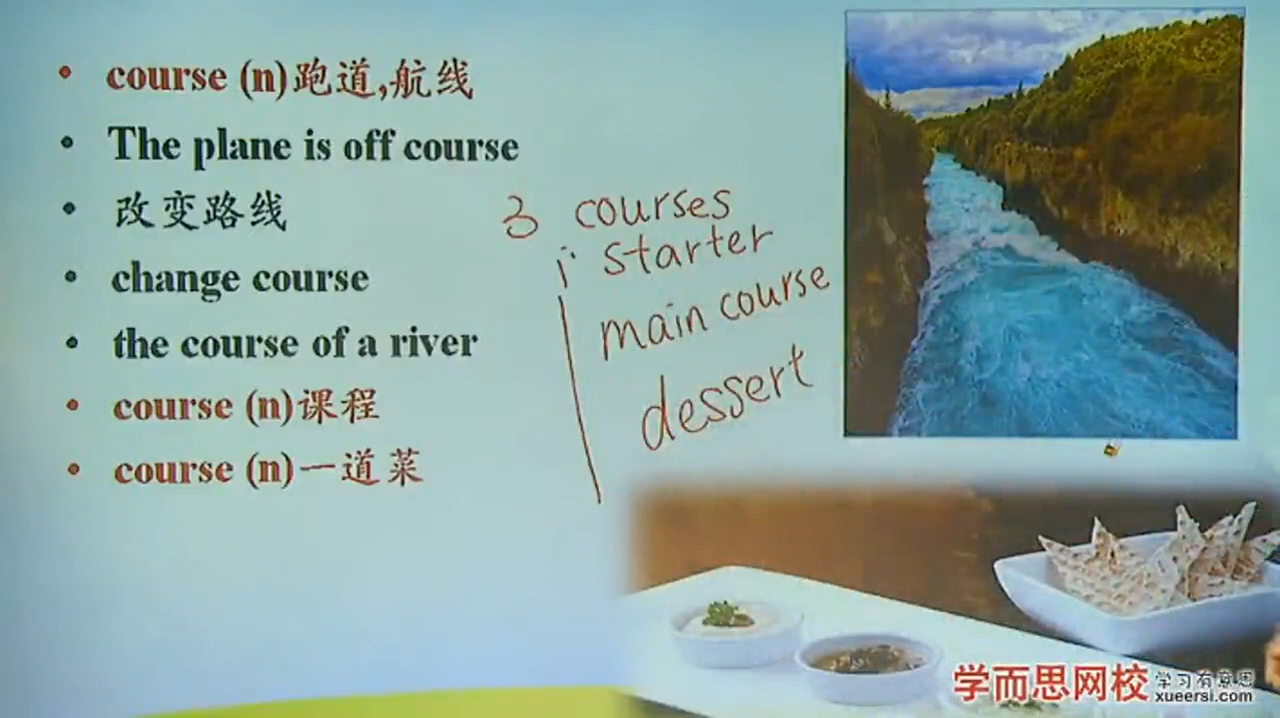 course (n)跑道,航线
The plane is off course
改变路线
change course
the course of a river
course (n)课程
course (n)一道菜
3 courses
starter
main course
dessert
学而思网校
学习有意思
xueersi.com